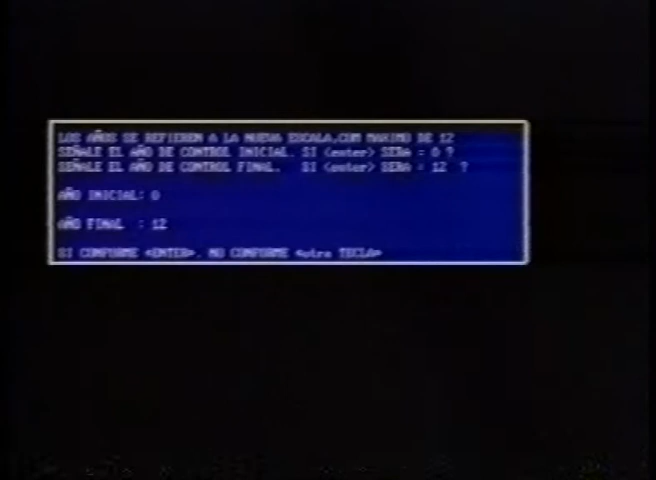 LOS AÑOS SE REFIEREN A LA NUEVA ESCALA,CON MAXIMO DE 12
SEÑALE EL AÑO DE CONTROL INICIAL. SI <enter> SERA = 0 ?
SEÑALE EL AÑO DE CONTROL FINAL. SI <enter> SERA = 12 ?
AÑO INICIAL: 0
AÑO FINAL : 12
SI CONFORME <ENTER>, NO CONFORME <otra TECLA>